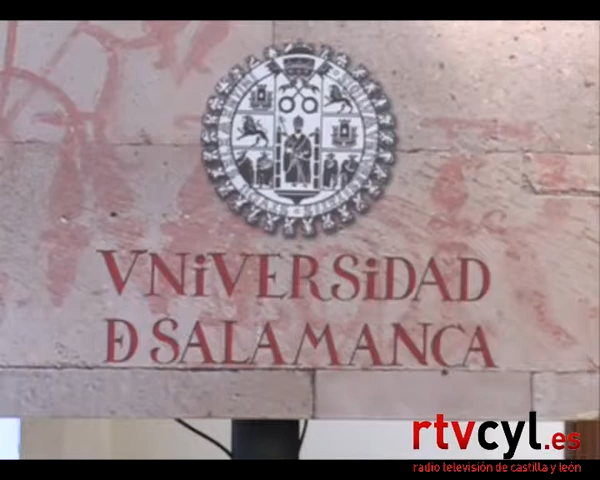 VNiVERSiDAD
Ð SALAMANCA
rtvcyl.es
radio televisión de castilla y león